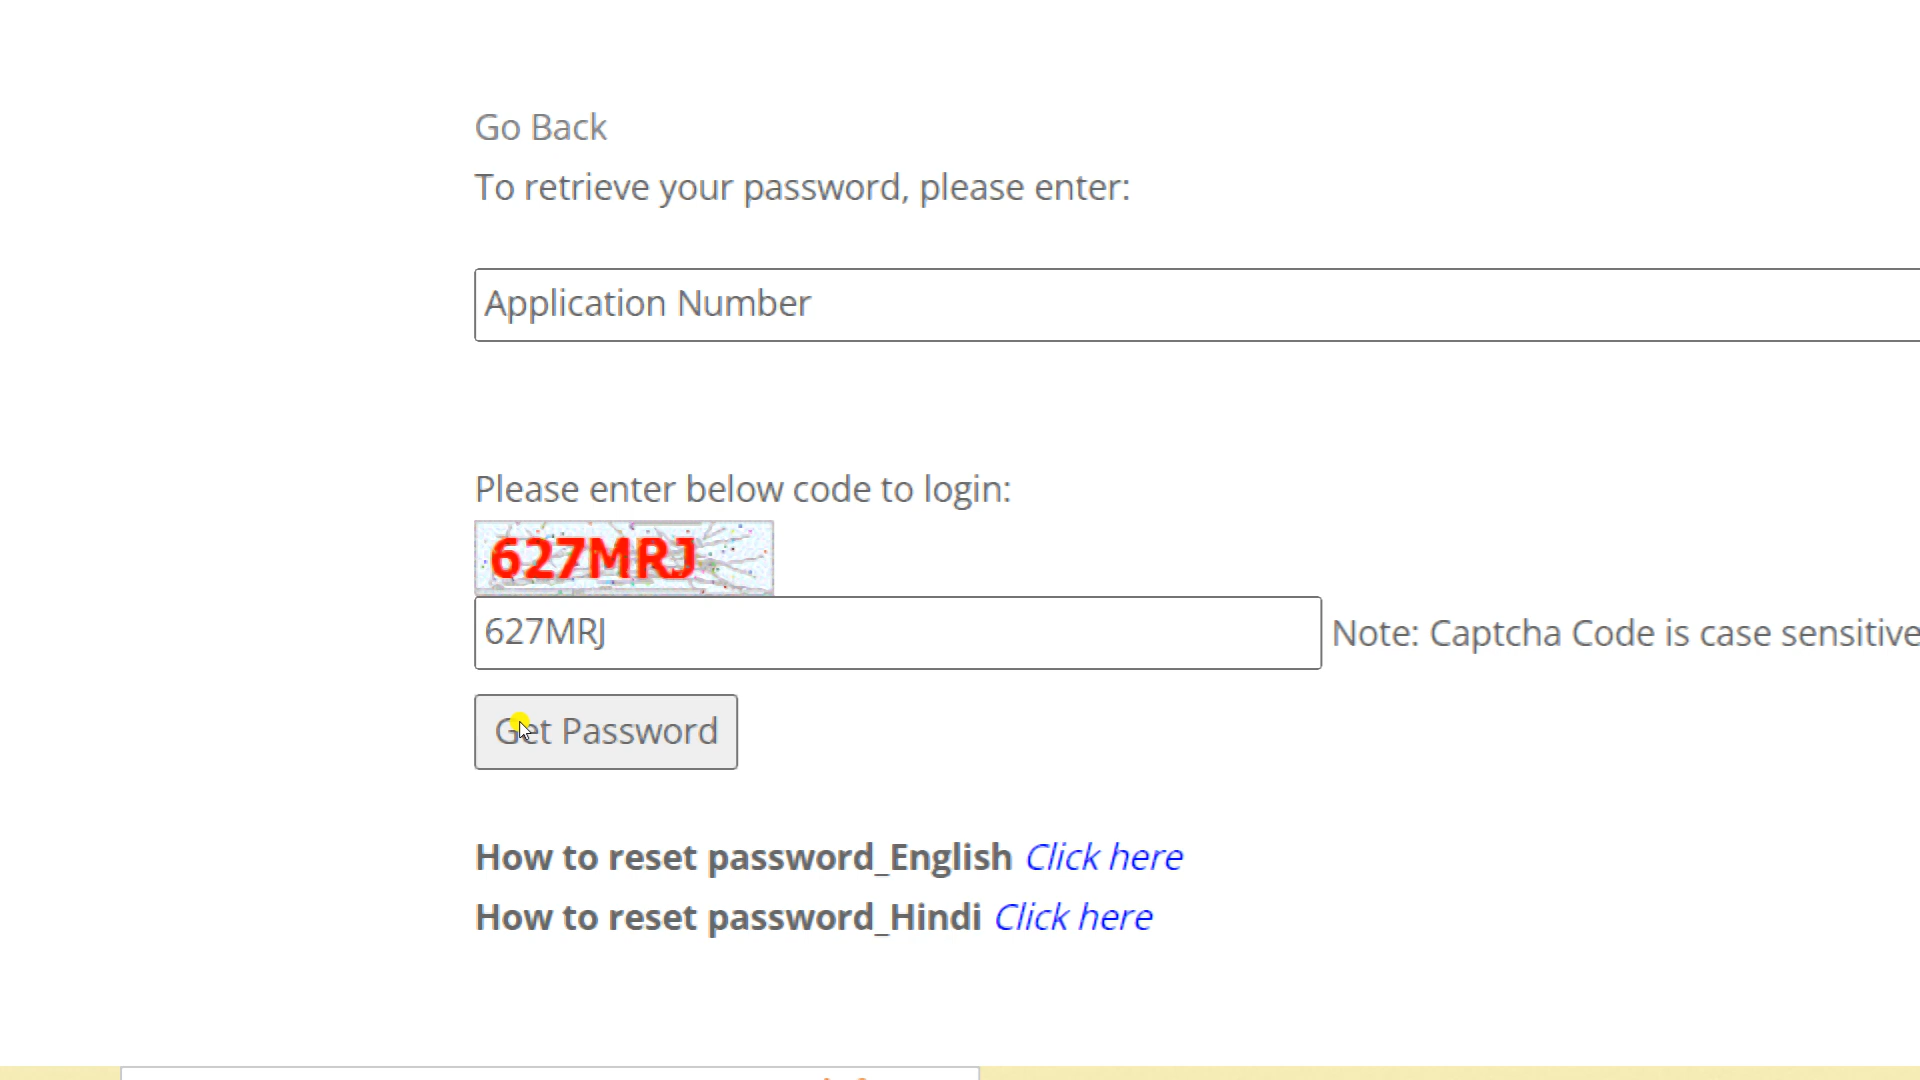 Go Back
To retrieve your password, please enter:
Application Number
Please enter below code to login:
627MRJ
627MRJ
Note: Captcha Code is case sensitive
Get Password
How to reset password_English Click here
How to reset password_Hindi Click here